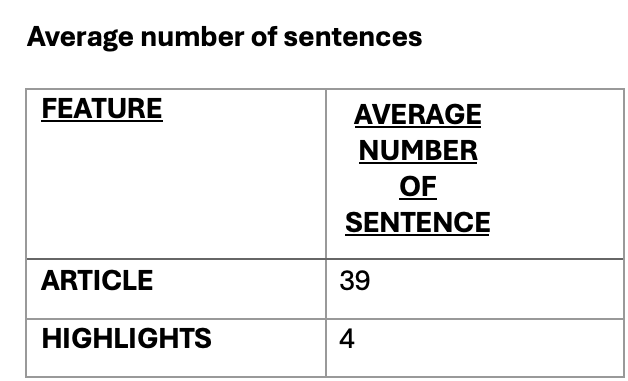 Average number of sentences
FEATURE
AVERAGE
NUMBER
OF
SENTENCE
ARTICLE
39
HIGHLIGHTS
4